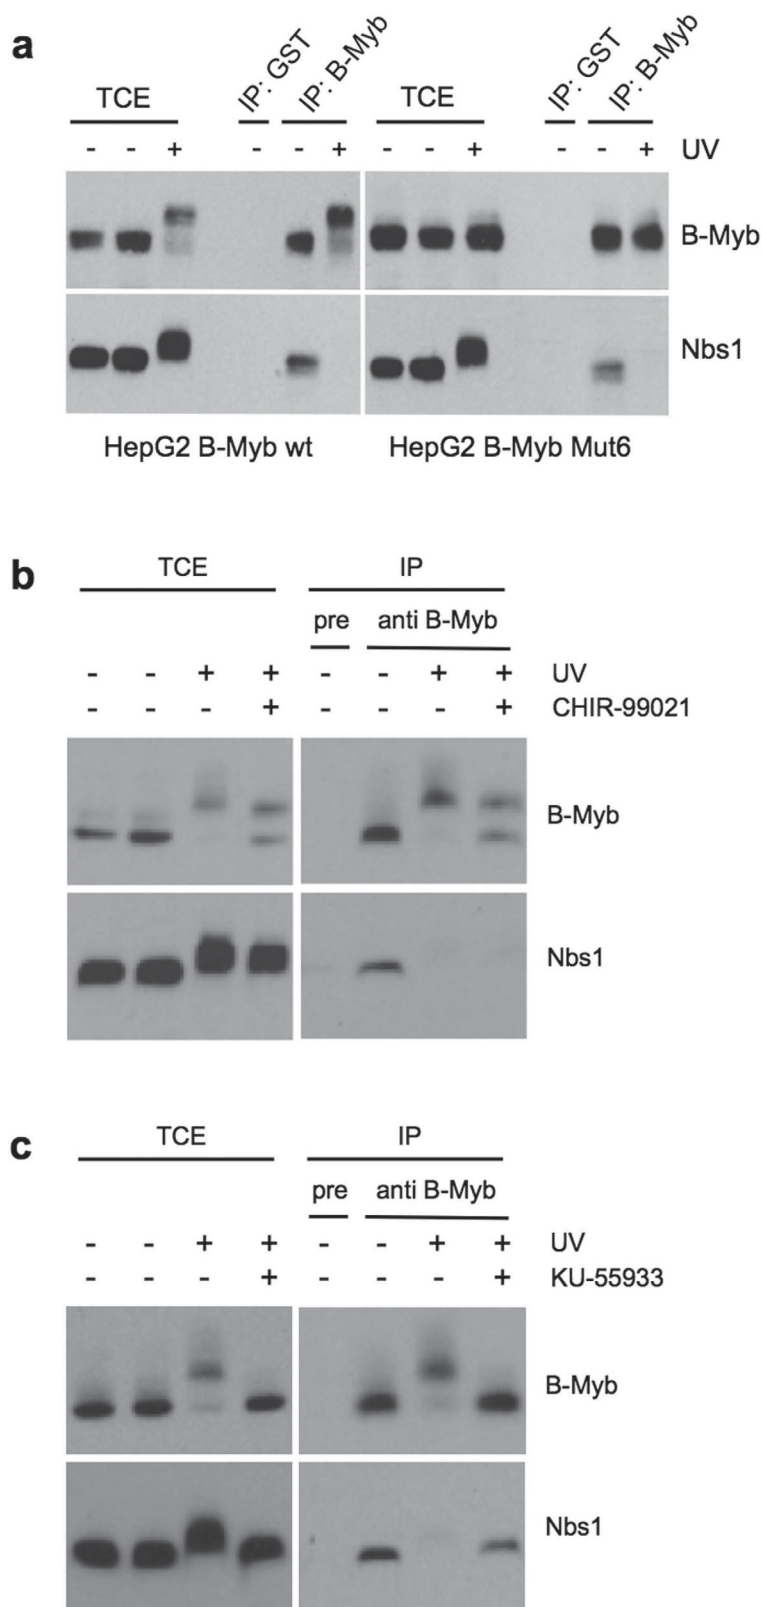 a
TCE IP: GST IP: B-Myb TCE IP: GST IP: B-Myb
- - + - - + - - + - - + UV
B-Myb
Nbs1
HepG2 B-Myb wt HepG2 B-Myb Mut6
b
TCE IP
pre anti B-Myb
- - + + - - + + UV
- - - + - - - + CHIR-99021
B-Myb
Nbs1
c
TCE IP
pre anti B-Myb
- - + + - - + + UV
- - - + - - - + KU-55933
B-Myb
Nbs1